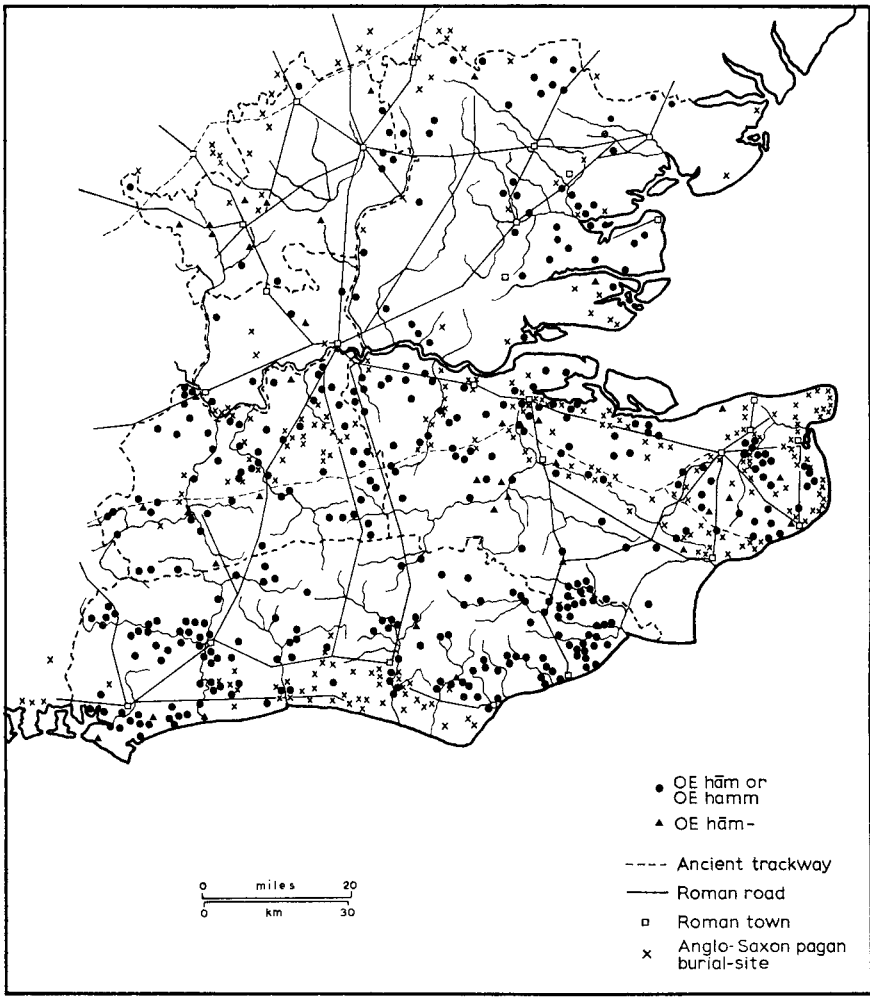 OE hām or
OE hamm
OE hām-
Ancient trackway
Roman road
Roman town
Anglo-Saxon pagan
burial-site
0 miles 20
0 km 30